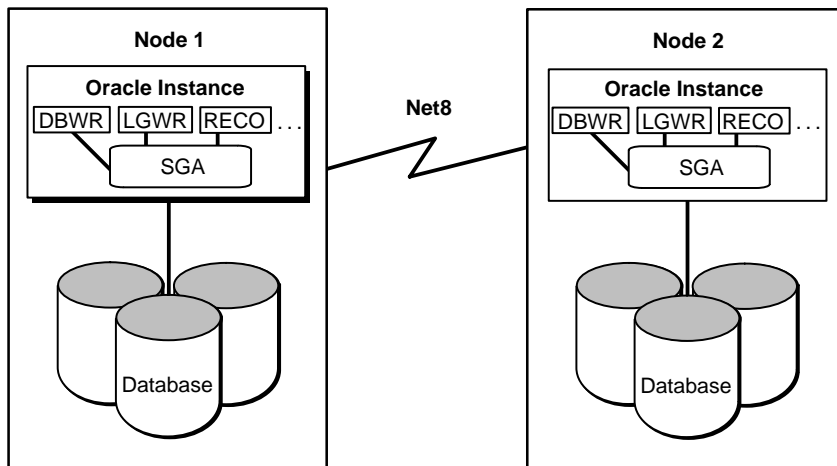 Node 1
Oracle Instance
DBWR LGWR RECO ...
SGA
Database
Net8
Node 2
Oracle Instance
DBWR LGWR RECO ...
SGA
Database